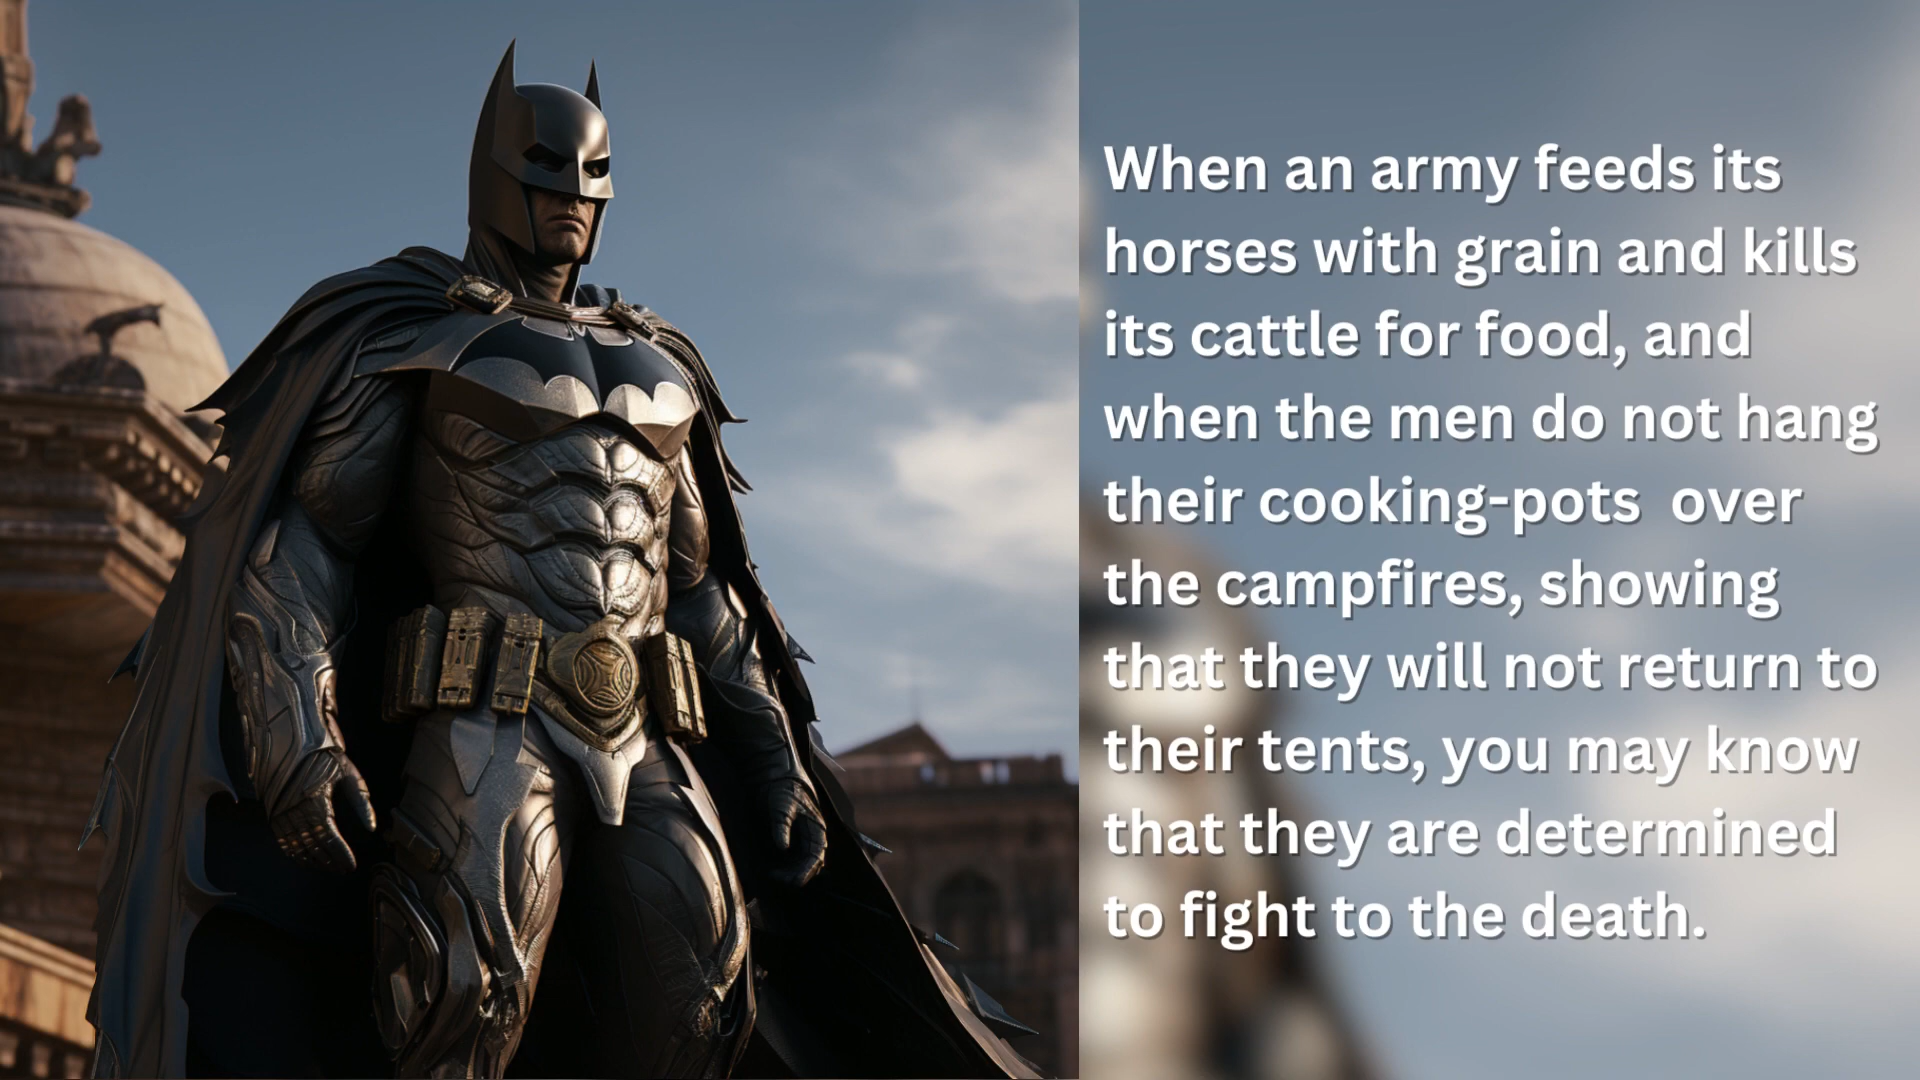 When an army feeds its
horses with grain and kills
its cattle for food, and
when the men do not hang
their cooking-pots  over
the campfires, showing
that they will not return to
their tents, you may know
that they are determined
to fight to the death.